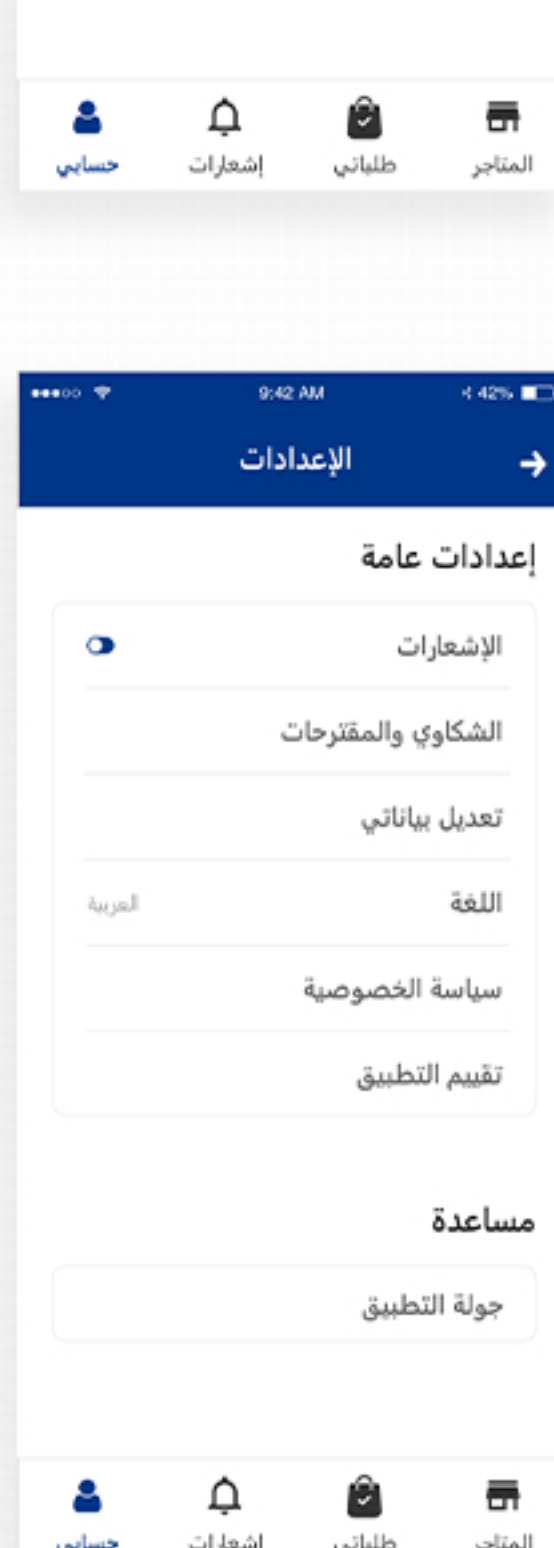 المتاجر طلباتي إشعارات حسابي
9:42 AM 42%
الإعدادات
إعدادات عامة
الإشعارات
الشكاوي والمقترحات
تعديل بياناتي
اللغة العربية
سياسة الخصوصية
تقييم التطبيق
مساعدة
جولة التطبيق
المتاجر طلباتي إشعارات حسابي